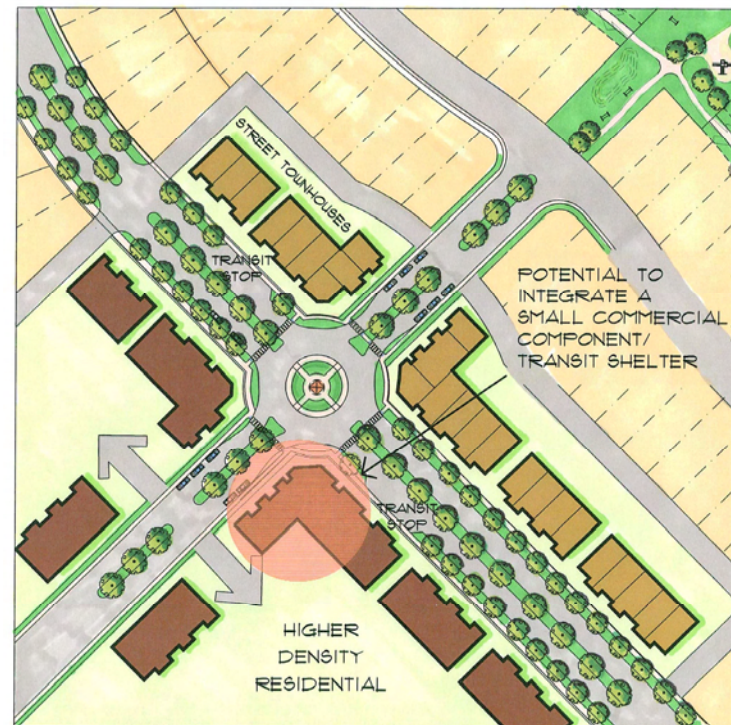 STREET TOWNHOUSES
TRANSIT
STOP
POTENTIAL TO
INTEGRATE A
SMALL COMMERCIAL
COMPONENT/
TRANSIT SHELTER
TRANSIT
STOP
HIGHER
DENSITY
RESIDENTIAL